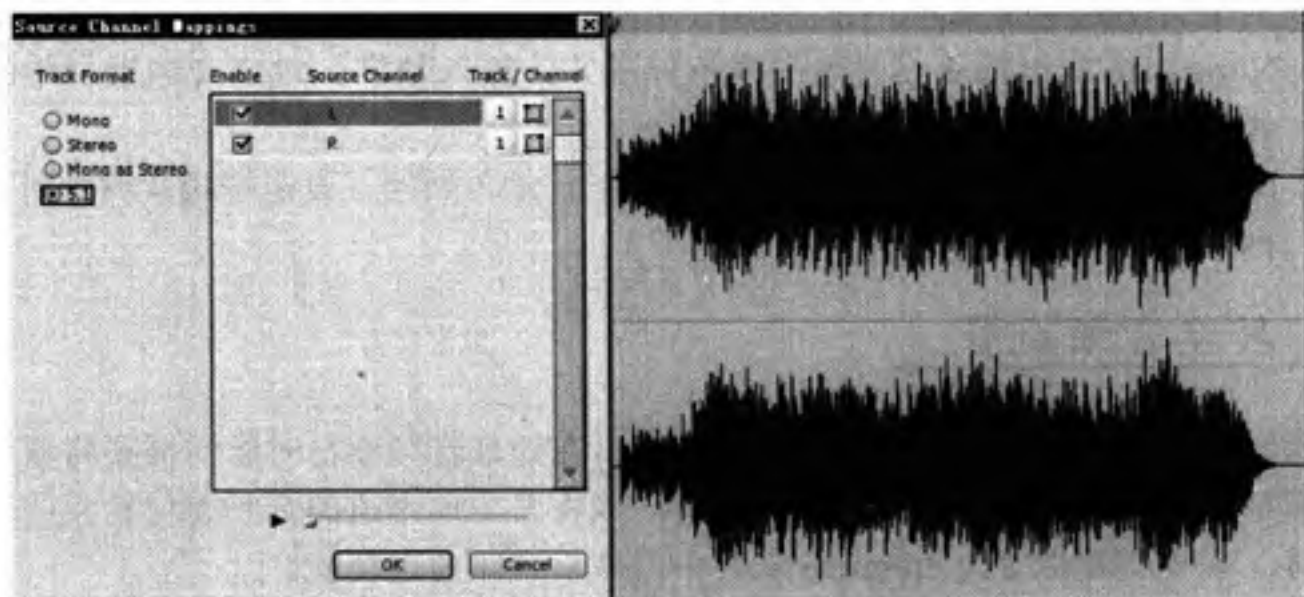 Source Channel Mappings
Track Format
Enable Source Channel Track / Channel
Mono
Stereo
Mono as Stereo
5.1
L 1
R 1
OK Cancel